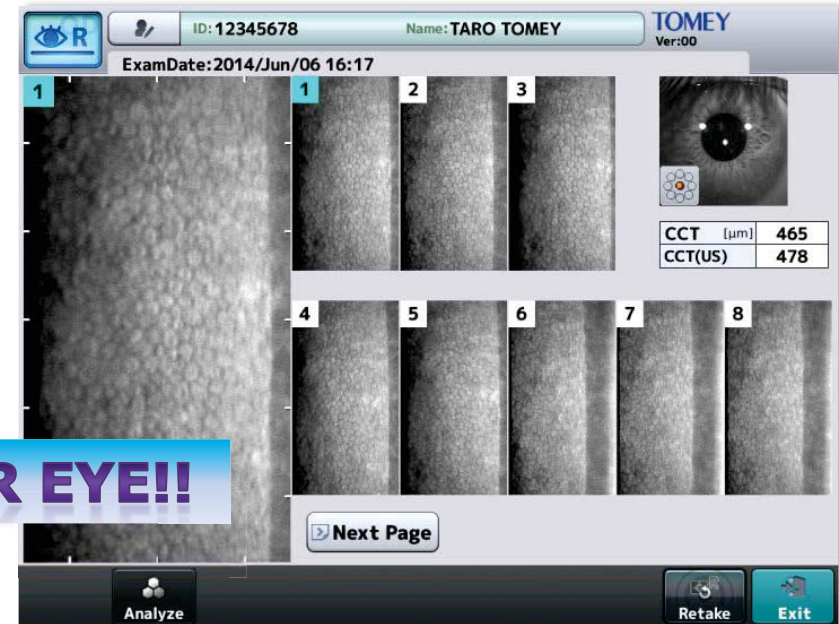 R
ID: 12345678
Name: TARO TOMEY
TOMEY
Ver:00
ExamDate:2014/Jun/06 16:17
1
1
2
3
CCT [µm] 465
CCT(US) 478
4
5
6
7
8
R EYE!!
Next Page
Analyze
R
Retake
Exit